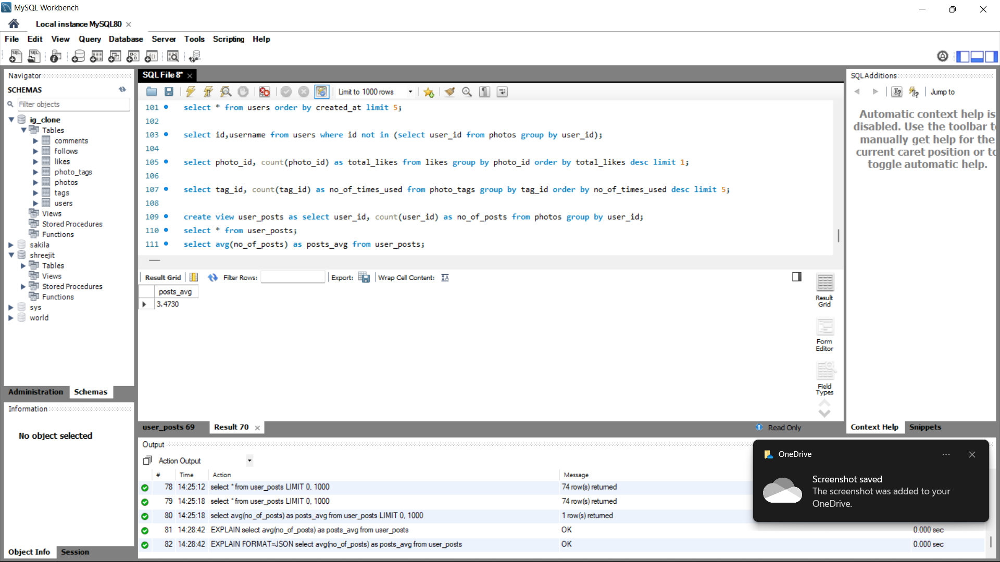 MySQL Workbench
Local instance MySQL80
File Edit View Query Database Server Tools Scripting Help
Navigator
SCHEMAS
Filter objects
ig_clone
Tables
comments
follows
likes
photo_tags
photos
tags
users
Views
Stored Procedures
Functions
sakila
shreejit
Tables
Views
Stored Procedures
Functions
sys
world
Administration Schemas
Information
No object selected
Object Info Session
SQL File 8*
Limit to 1000 rows
101 select * from users order by created_at limit 5;
102
103 select id,username from users where id not in (select user_id from photos group by user_id);
104
105 select photo_id, count(photo_id) as total_likes from likes group by photo_id order by total_likes desc limit 1;
106
107 select tag_id, count(tag_id) as no_of_times_used from photo_tags group by tag_id order by no_of_times_used desc limit 5;
108
109 create view user_posts as select user_id, count(user_id) as no_of_posts from photos group by user_id;
110 select * from user_posts;
111 select avg(no_of_posts) as posts_avg from user_posts;
Result Grid Filter Rows: Export: Wrap Cell Content:
posts_avg
3.4730
Result
Grid
Form
Editor
Field
Types
user_posts 69 Result 70 Read Only
Output
Action Output
# Time Action Message
78 14:25:12 select * from user_posts LIMIT 0, 1000 74 row(s) returned
79 14:25:18 select * from user_posts LIMIT 0, 1000 74 row(s) returned
80 14:25:18 select avg(no_of_posts) as posts_avg from user_posts LIMIT 0, 1000 1 row(s) returned
81 14:28:42 EXPLAIN select avg(no_of_posts) as posts_avg from user_posts OK 0.000 sec
82 14:28:42 EXPLAIN FORMAT=JSON select avg(no_of_posts) as posts_avg from user_posts OK 0.000 sec
SQLAdditions
Jump to
Automatic context help is
disabled. Use the toolbar t
manually get help for the
current caret position or to
toggle automatic help.
Context Help Snippets
OneDrive
Screenshot saved
The screenshot was added to your
OneDrive.